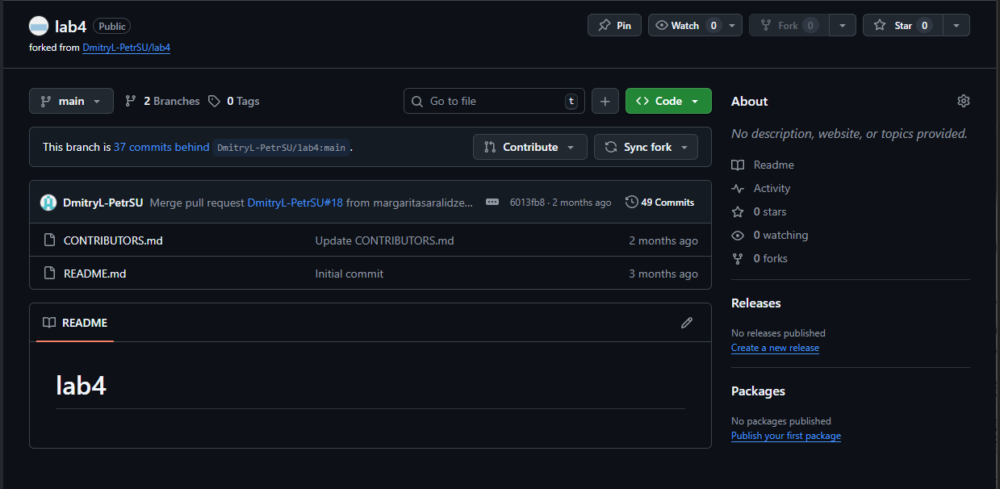 lab4 Public Pin Watch 0 Fork 0 Star 0
forked from DmitryL-PetrSU/lab4
main 2 Branches 0 Tags Go to file t Code
This branch is 37 commits behind DmitryL-PetrSU/lab4:main . Contribute Sync fork
DmitryL-PetrSU Merge pull request DmitryL-PetrSU#18 from margaritasaralidze... 6013fb8 · 2 months ago 49 Commits
CONTRIBUTORS.md Update CONTRIBUTORS.md 2 months ago
README.md Initial commit 3 months ago
README
lab4
About
No description, website, or topics provided.
Readme
Activity
0 stars
0 watching
0 forks
Releases
No releases published
Create a new release
Packages
No packages published
Publish your first package